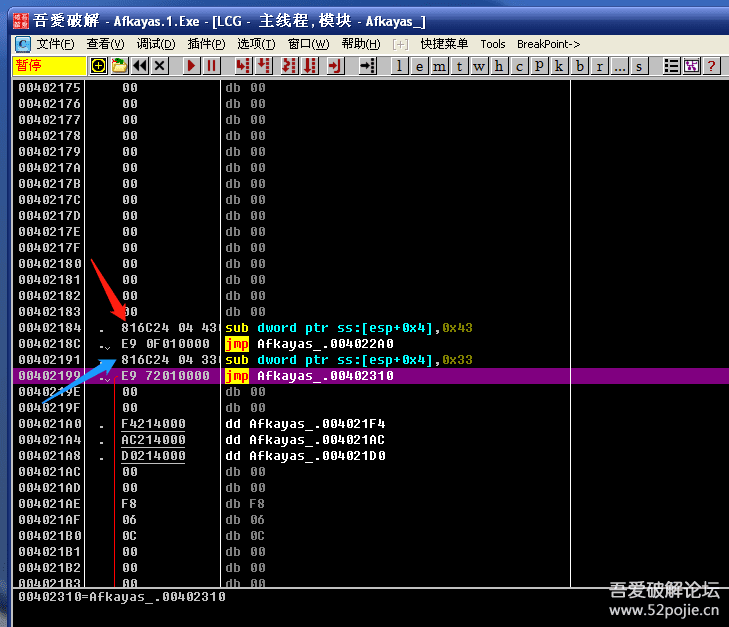 吾爱破解 - Afkayas.1.Exe - [LCG - 主线程, 模块 - Afkayas_]
文件(F) 查看(V) 调试(D) 插件(P) 选项(T) 窗口(W) 帮助(H) [+] 快捷菜单 Tools BreakPoint->
暂停 l e m t w h c P k b r ... s ?
00402175 00 db 00
00402176 00 db 00
00402177 00 db 00
00402178 00 db 00
00402179 00 db 00
0040217A 00 db 00
0040217B 00 db 00
0040217C 00 db 00
0040217D 00 db 00
0040217E 00 db 00
0040217F 00 db 00
00402180 00 db 00
00402181 00 db 00
00402182 00 db 00
00402183 00 db 00
00402184 . 816C24 04 43 sub dword ptr ss:[esp+0x4],0x43
0040218C . E9 0F010000 jmp Afkayas_.004022A0
00402191 . 816C24 04 33 sub dword ptr ss:[esp+0x4],0x33
00402199 . E9 72010000 jmp Afkayas_.00402310
0040219E 00 db 00
0040219F 00 db 00
004021A0 . F4214000 dd Afkayas_.004021F4
004021A4 . AC214000 dd Afkayas_.004021AC
004021A8 . D0214000 dd Afkayas_.004021D0
004021AC 00 db 00
004021AD 00 db 00
004021AE F8 db F8
004021AF 06 db 06
004021B0 0C db 0C
004021B1 00 db 00
004021B2 00 db 00
004021B3 00 db 00
00402310=Afkayas_.00402310
吾爱破解论坛
www.52pojie.cn